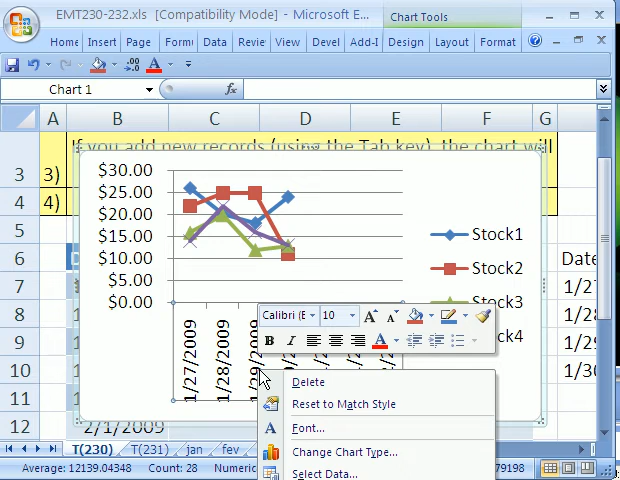 EMT230-232.xls [Compatibility Mode] - Microsoft E...
Chart Tools
Home Insert Page Formu Data Review View Devel Add-I Design Layout Format
Chart 1
fx
A B C D E F G
3 3) If you add new records (using the Tab key), the chart will
4 4)
5
6 D Date
7 1/27
8 1/28
9 1/29
10 1/30
11
12 2/1/2009
$30.00
$25.00
$20.00
$15.00
$10.00
$5.00
$0.00
1/27/2009
1/28/2009
1/29/2009
Stock1
Stock2
Stock3
Calibri (E 10 A A
B I A
Delete
Reset to Match Style
A Font...
Change Chart Type...
Select Data...
T(230) T(231) jan fev
Average: 12139.04348 Count: 28 Numeric 79198